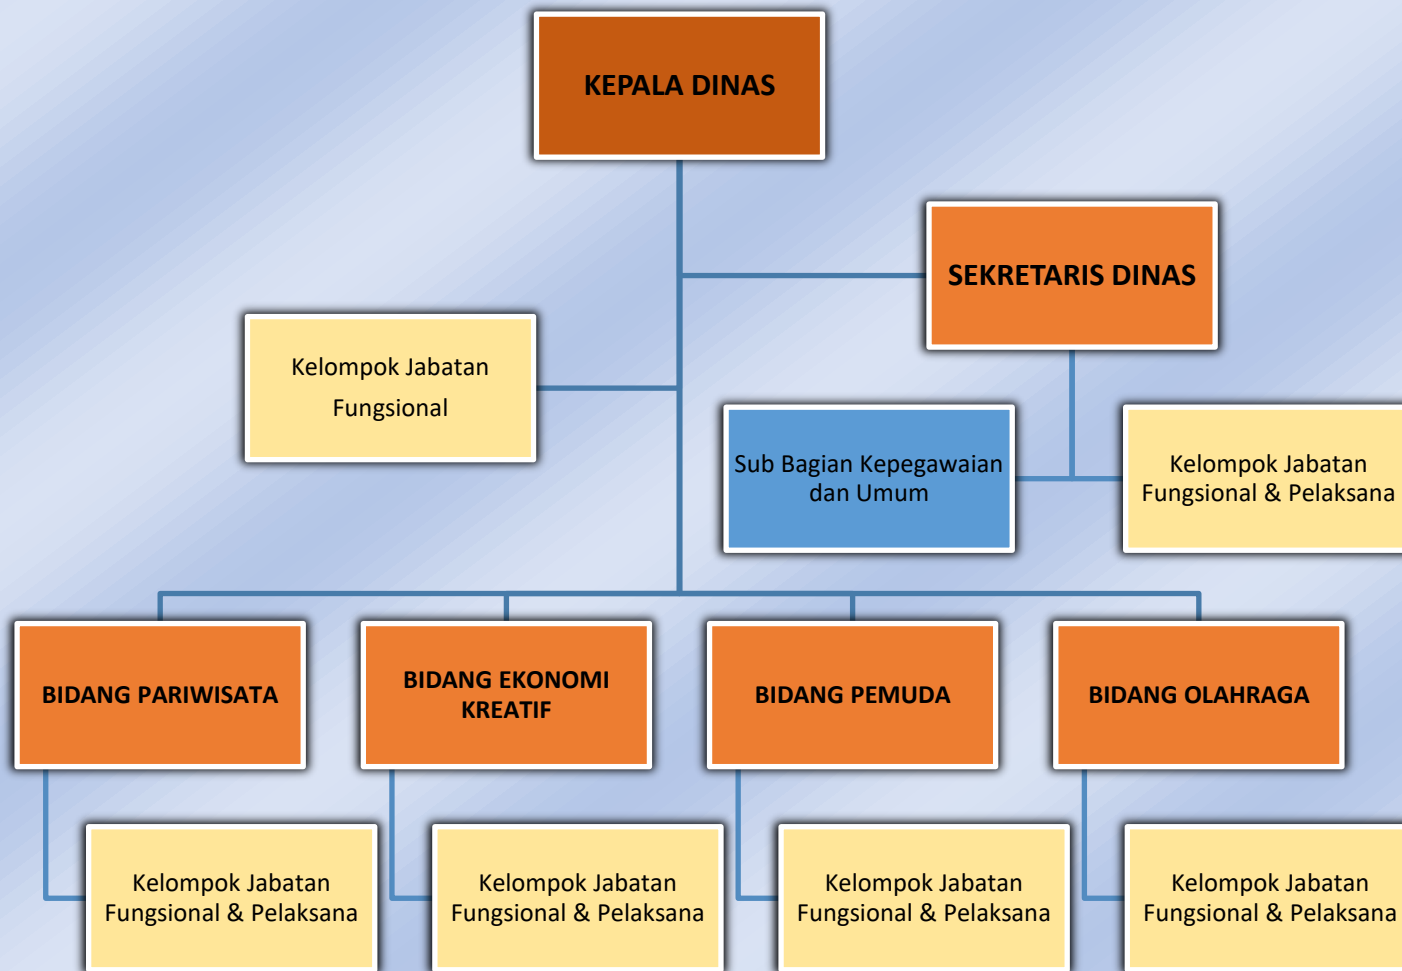 KEPALA DINAS
SEKRETARIS DINAS
Kelompok Jabatan
Fungsional
Sub Bagian Kepegawaian
dan Umum
Kelompok Jabatan
Fungsional & Pelaksana
BIDANG PARIWISATA
BIDANG EKONOMI
KREATIF
BIDANG PEMUDA
BIDANG OLAHRAGA
Kelompok Jabatan
Fungsional & Pelaksana
Kelompok Jabatan
Fungsional & Pelaksana
Kelompok Jabatan
Fungsional & Pelaksana
Kelompok Jabatan
Fungsional & Pelaksana